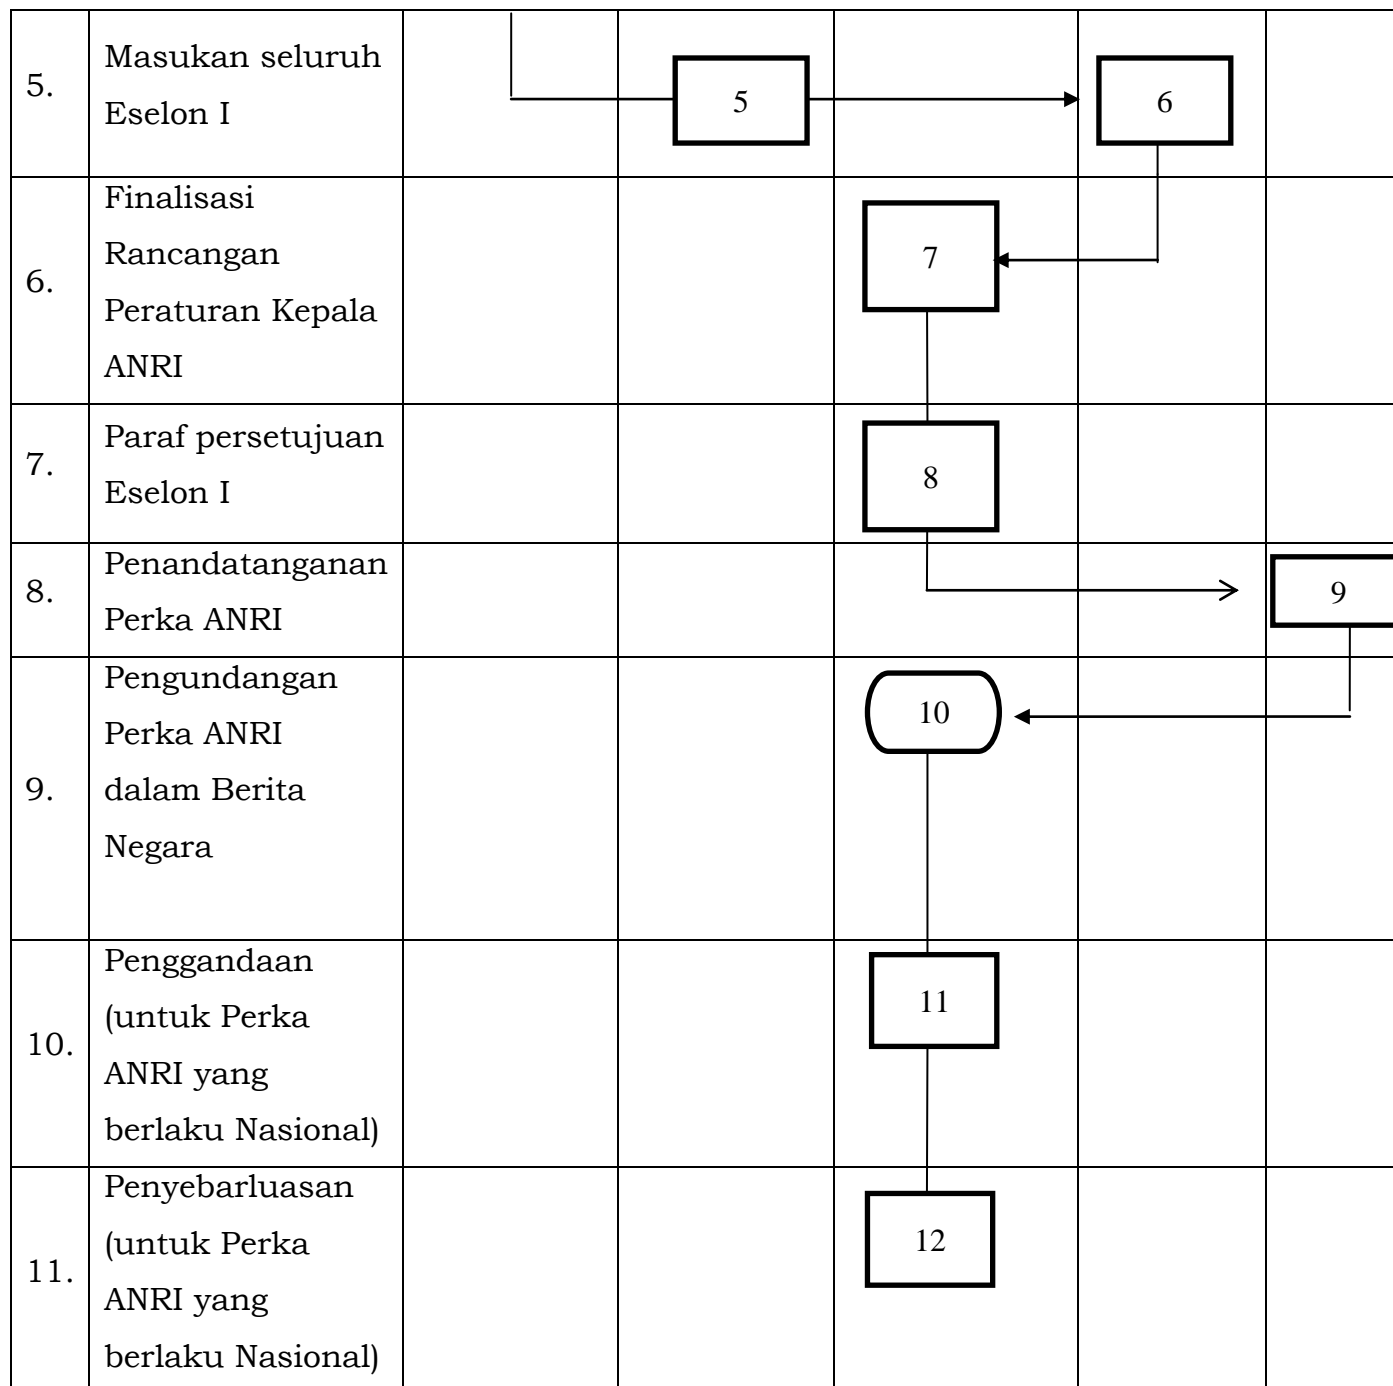 5.
Masukan seluruh
Eselon I
5
6
6.
Finalisasi
Rancangan
Peraturan Kepala
ANRI
7
7.
Paraf persetujuan
Eselon I
8
8.
Penandatanganan
Perka ANRI
9
9.
Pengundangan
Perka ANRI
dalam Berita
Negara
10
10.
Penggandaan
(untuk Perka
ANRI yang
berlaku Nasional)
11
11.
Penyebarluasan
(untuk Perka
ANRI yang
berlaku Nasional)
12